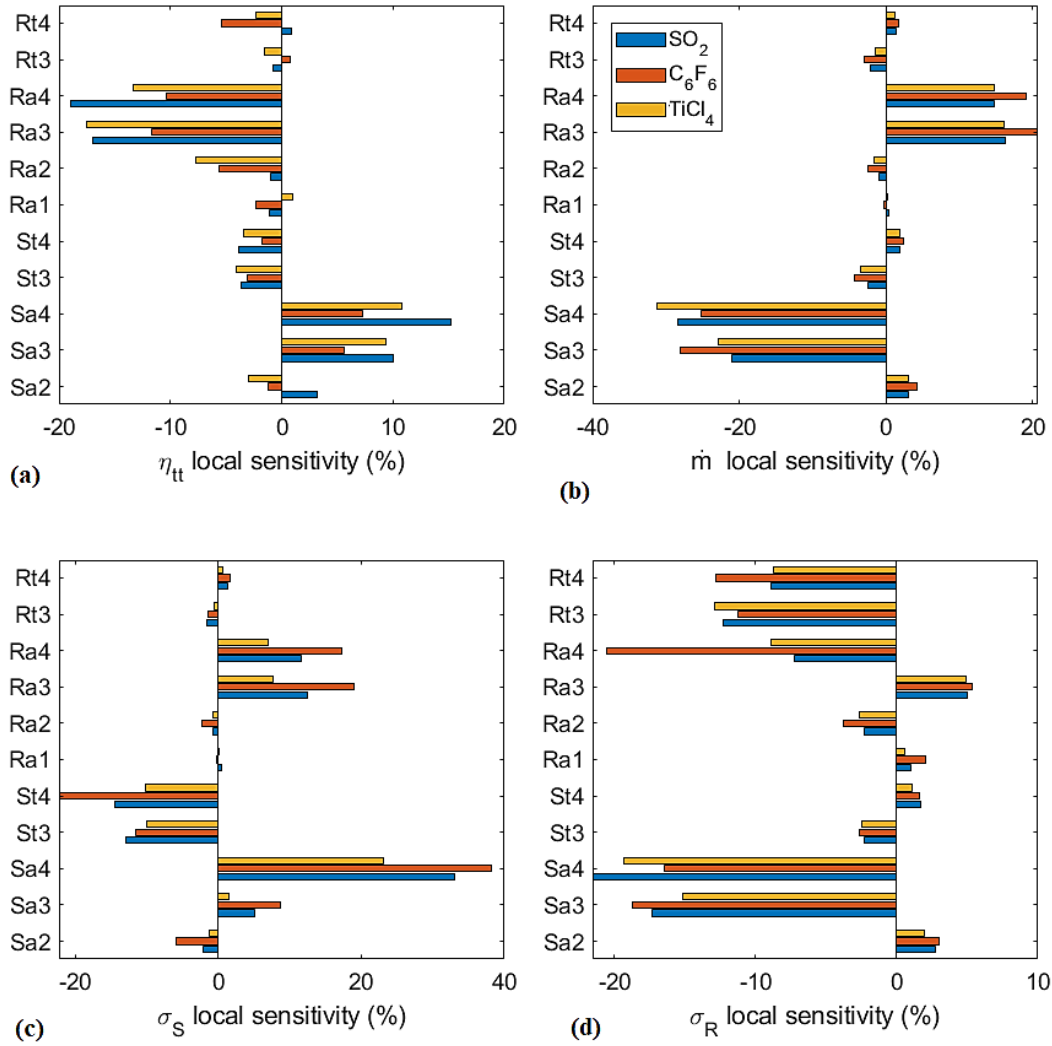 Rt4
Rt3
Ra4
Ra3
Ra2
Ra1
St4
St3
Sa4
Sa3
Sa2
-20 -10 0 10 20
η_tt local sensitivity (%)
(a)
SO₂
C₆F₆
TiCl₄
-40 -20 0 20
ṁ local sensitivity (%)
(b)
Rt4
Rt3
Ra4
Ra3
Ra2
Ra1
St4
St3
Sa4
Sa3
Sa2
Rt4
Rt3
Ra4
Ra3
Ra2
Ra1
St4
St3
Sa4
Sa3
Sa2
-20 0 20 40
σ_S local sensitivity (%)
(c)
Rt4
Rt3
Ra4
Ra3
Ra2
Ra1
St4
St3
Sa4
Sa3
Sa2
-20 -10 0 10
σ_R local sensitivity (%)
(d)